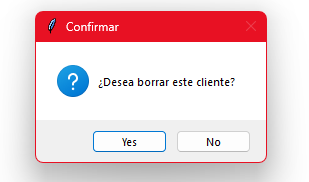 Confirmar
¿Desea borrar este cliente?
Yes
No